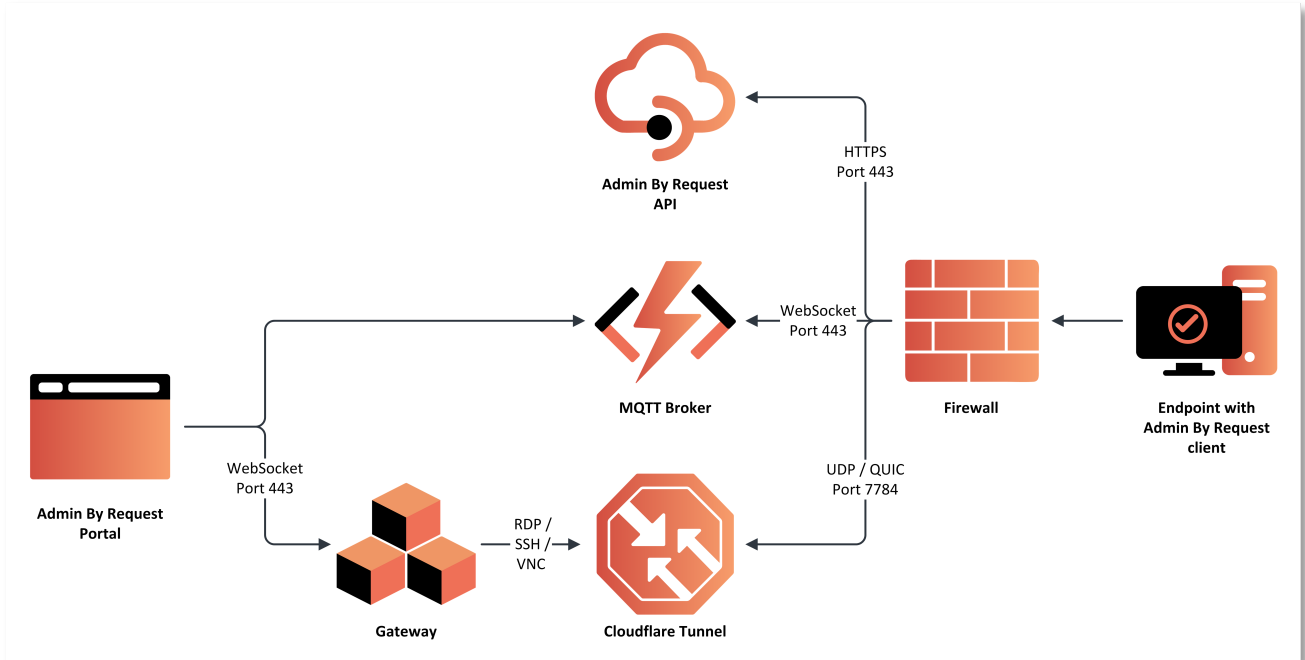 Admin By Request
API
HTTPS
Port 443
WebSocket
Port 443
MQTT Broker
Firewall
Endpoint with
Admin By Request
client
Admin By Request
Portal
WebSocket
Port 443
UDP / QUIC
Port 7784
RDP /
SSH /
VNC
Gateway
Cloudflare Tunnel